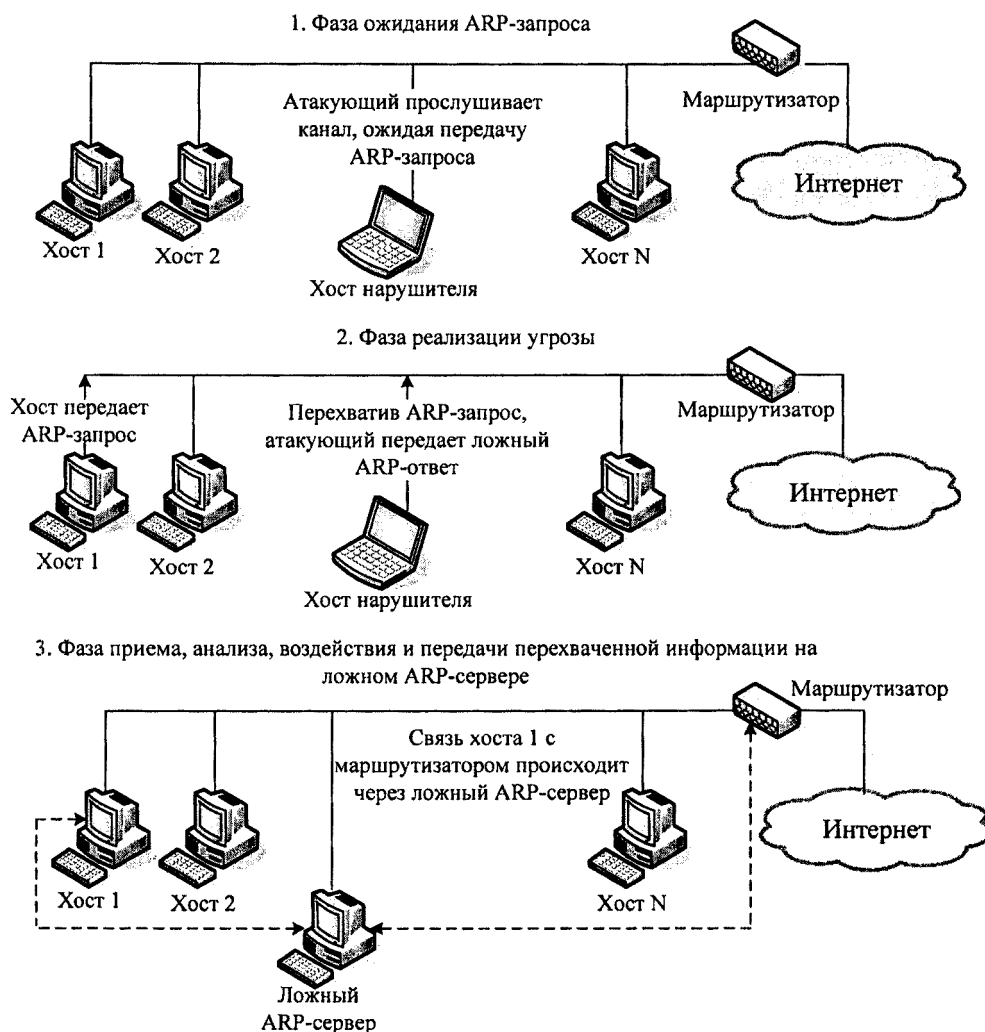 1. Фаза ожидания ARP-запроса
Маршрутизатор
Атакующий прослушивает
канал, ожидая передачу
ARP-запроса
Интернет
Хост 1
Хост 2
Хост N
Хост нарушителя
2. Фаза реализации угрозы
Хост передает
ARP-запрос
Перехватив ARP-запрос,
атакующий передает ложный
ARP-ответ
Маршрутизатор
Интернет
Хост 1
Хост 2
Хост N
Хост нарушителя
3. Фаза приема, анализа, воздействия и передачи перехваченной информации на
ложном ARP-сервере
Маршрутизатор
Связь хоста 1 с
маршрутизатором происходит
через ложный ARP-сервер
Интернет
Хост 1
Хост 2
Хост N
Ложный
ARP-сервер